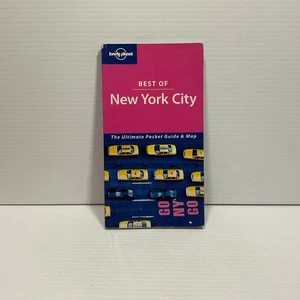 lonely planet
BEST OF
New York City
The Ultimate Pocket Guide & Map
GO
NY
GO